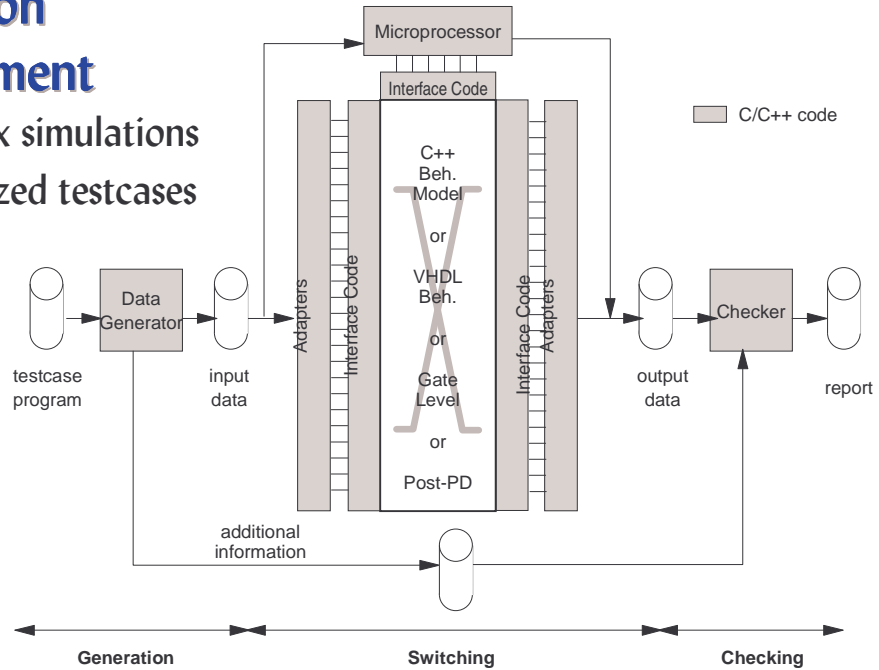 on
ment
x simulations
zed testcases
Microprocessor
Interface Code
C/C++ code
C++
Beh.
Model
or
VHDL
Beh.
or
Gate
Level
or
Post-PD
Adapters
Interface Code
Interface Code
Adapters
Data
Generator
Checker
testcase
program
input
data
output
data
report
additional
information
Generation
Switching
Checking